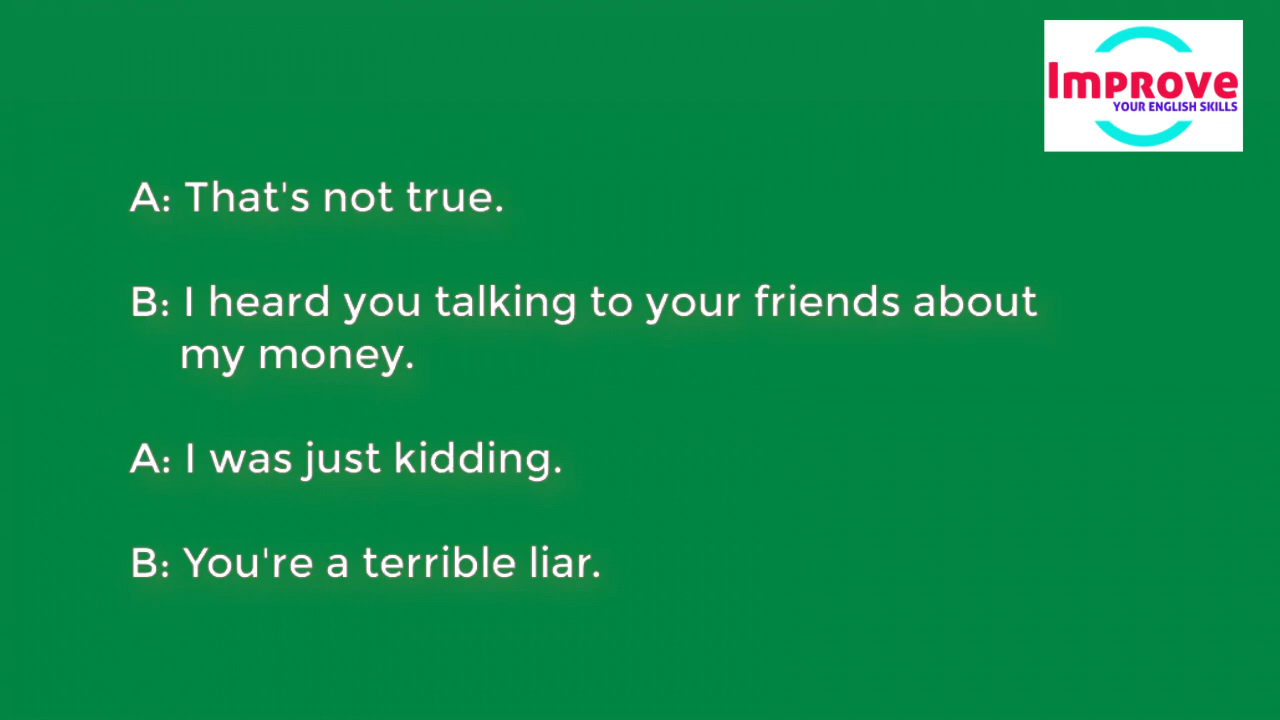 Improve
YOUR ENGLISH SKILLS
A: That's not true.
B: I heard you talking to your friends about
my money.
A: I was just kidding.
B: You're a terrible liar.